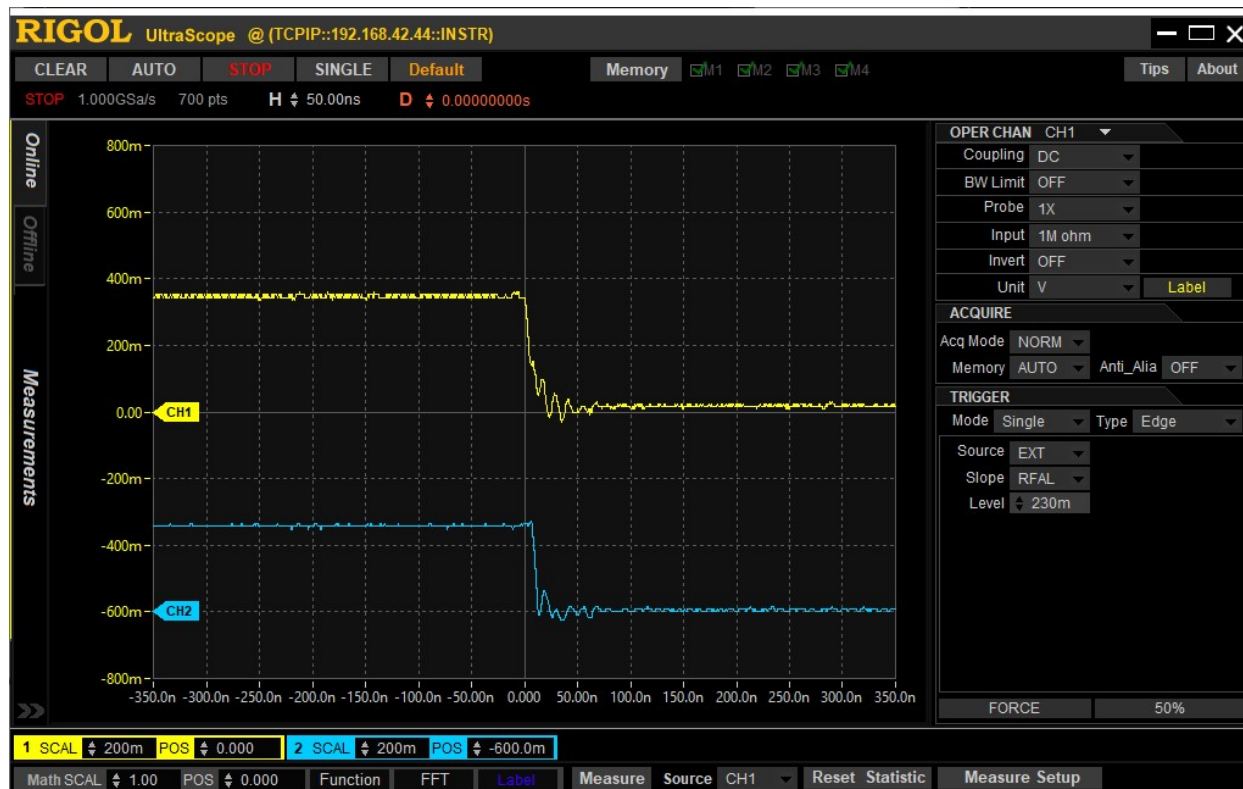 RIGOL UltraScope @ (TCPIP::192.168.42.44::INSTR)
CLEAR AUTO STOP SINGLE Default Memory M1 M2 M3 M4 Tips About
STOP 1.000GSa/s 700 pts H 50.00ns D 0.00000000s
Online
Offline
Measurements
800m
600m
400m
200m
0.00
-200m
-400m
-600m
-800m
CH1
CH2
-350.0n -300.0n -250.0n -200.0n -150.0n -100.0n -50.00n 0.000 50.00n 100.0n 150.0n 200.0n 250.0n 300.0n 350.0n
OPER CHAN CH1
Coupling DC
BW Limit OFF
Probe 1X
Input 1M ohm
Invert OFF
Unit V Label
ACQUIRE
Acq Mode NORM
Memory AUTO Anti_Alia OFF
TRIGGER
Mode Single Type Edge
Source EXT
Slope RFAL
Level 230m
FORCE 50%
1 SCAL 200m POS 0.000 2 SCAL 200m POS -600.0m
Math SCAL 1.00 POS 0.000 Function FFT Label Measure Source CH1 Reset Statistic Measure Setup